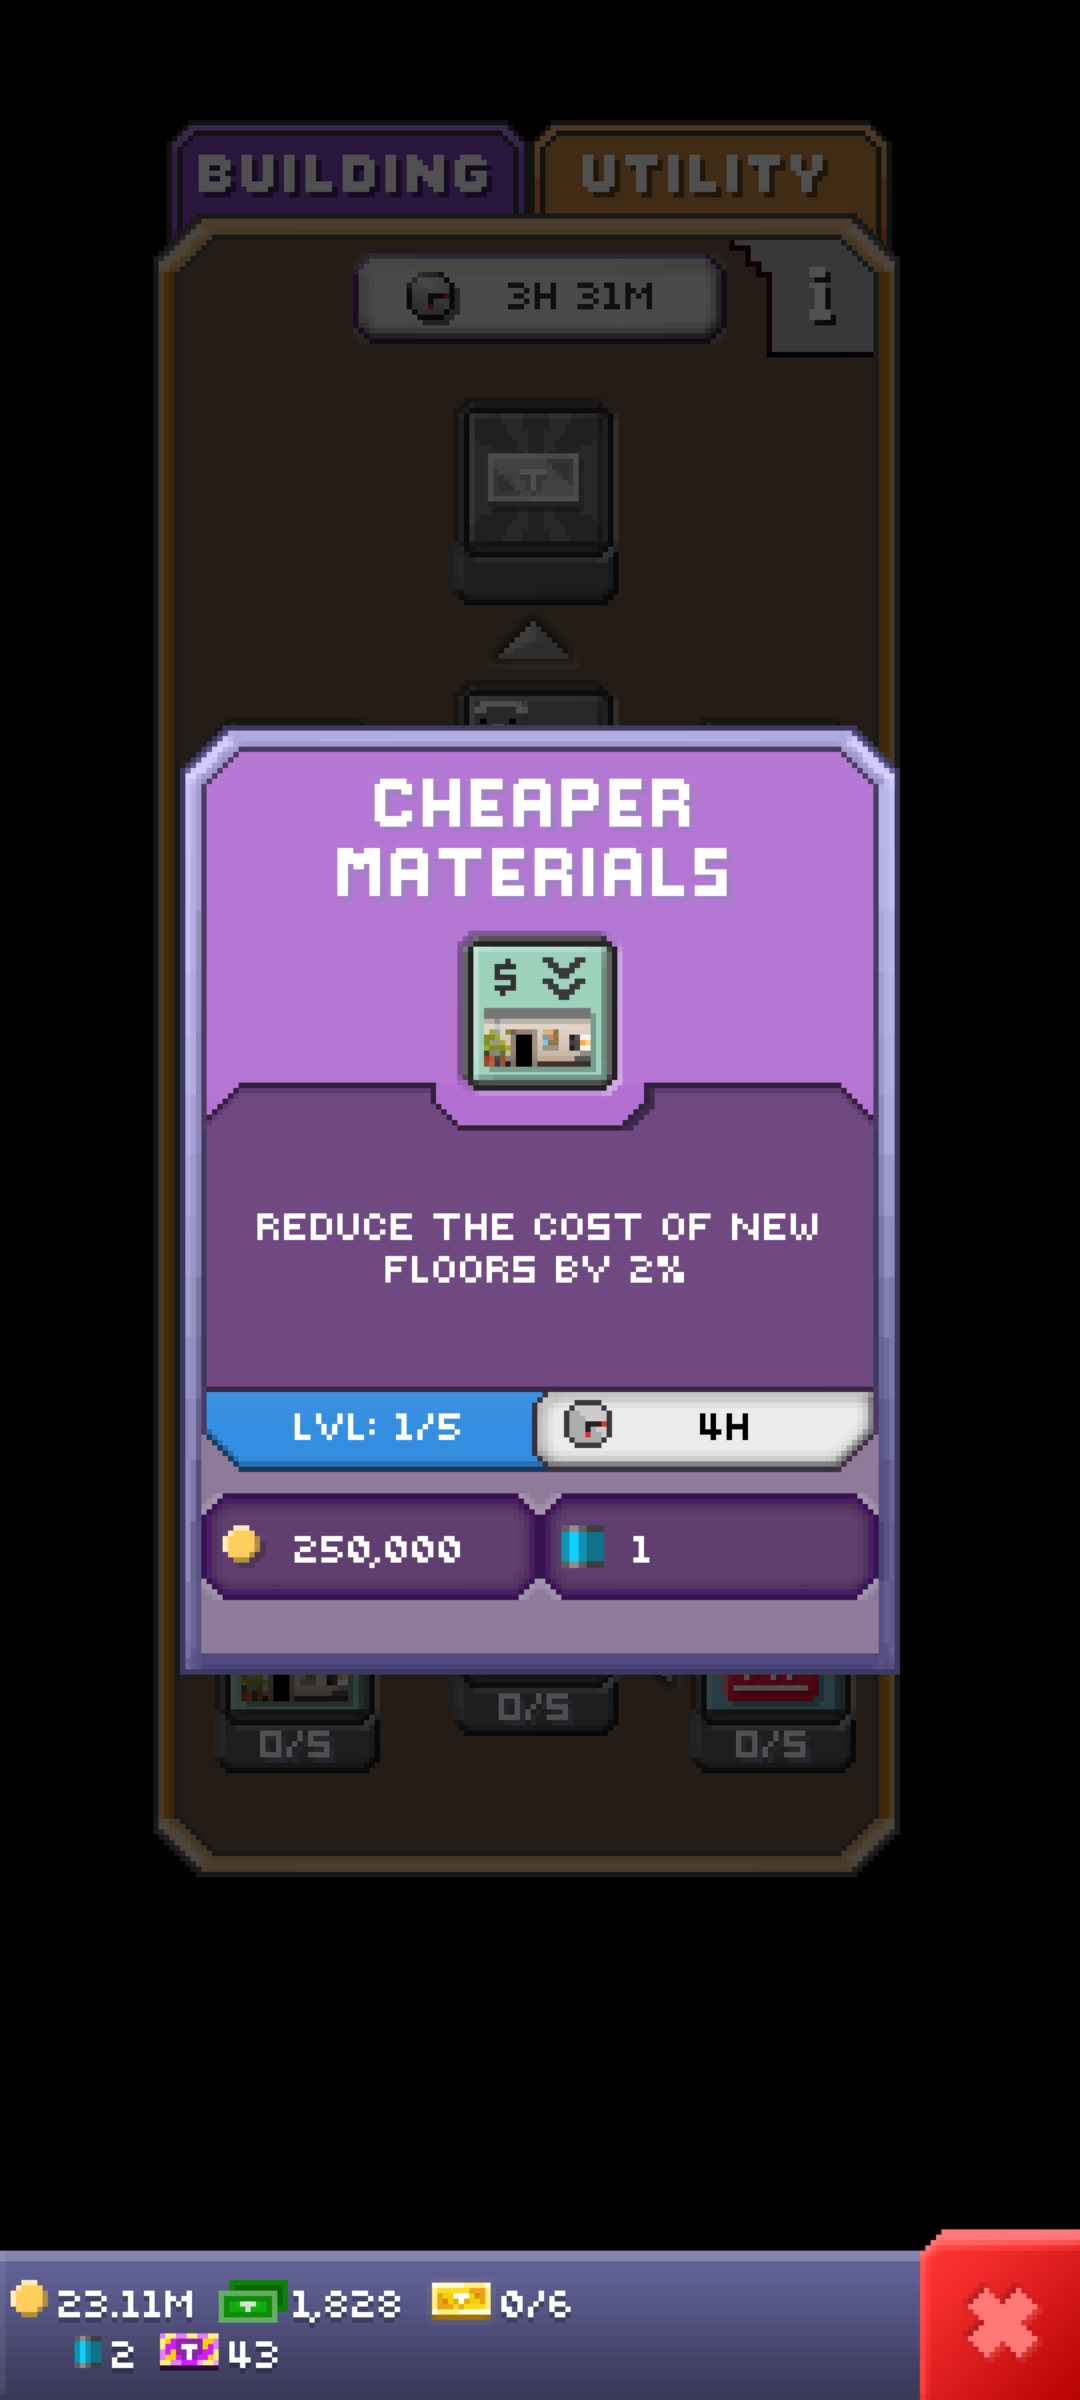 BUILDING
UTILITY
3H 31M
i
T
CHEAPER
MATERIALS
$
REDUCE THE COST OF NEW
FLOORS BY 2%
LVL: 1/5
4H
250,000
1
0/5
0/5
0/5
23.11M
1,828
0/6
2
T
43